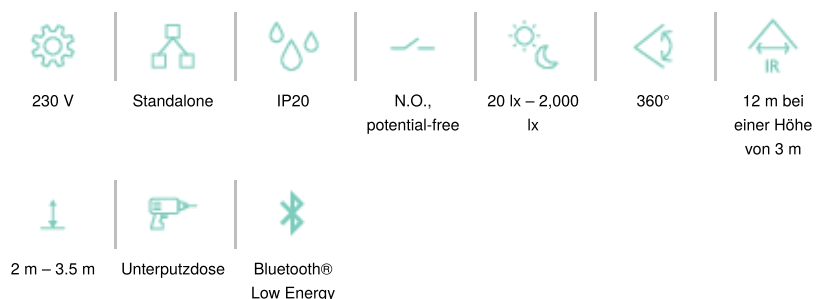 230 V
Standalone
IP20
N.O.,
potential-free
20 lx – 2,000
lx
360°
IR
12 m bei
einer Höhe
von 3 m
2 m – 3.5 m
Unterputzdose
Bluetooth®
Low Energy